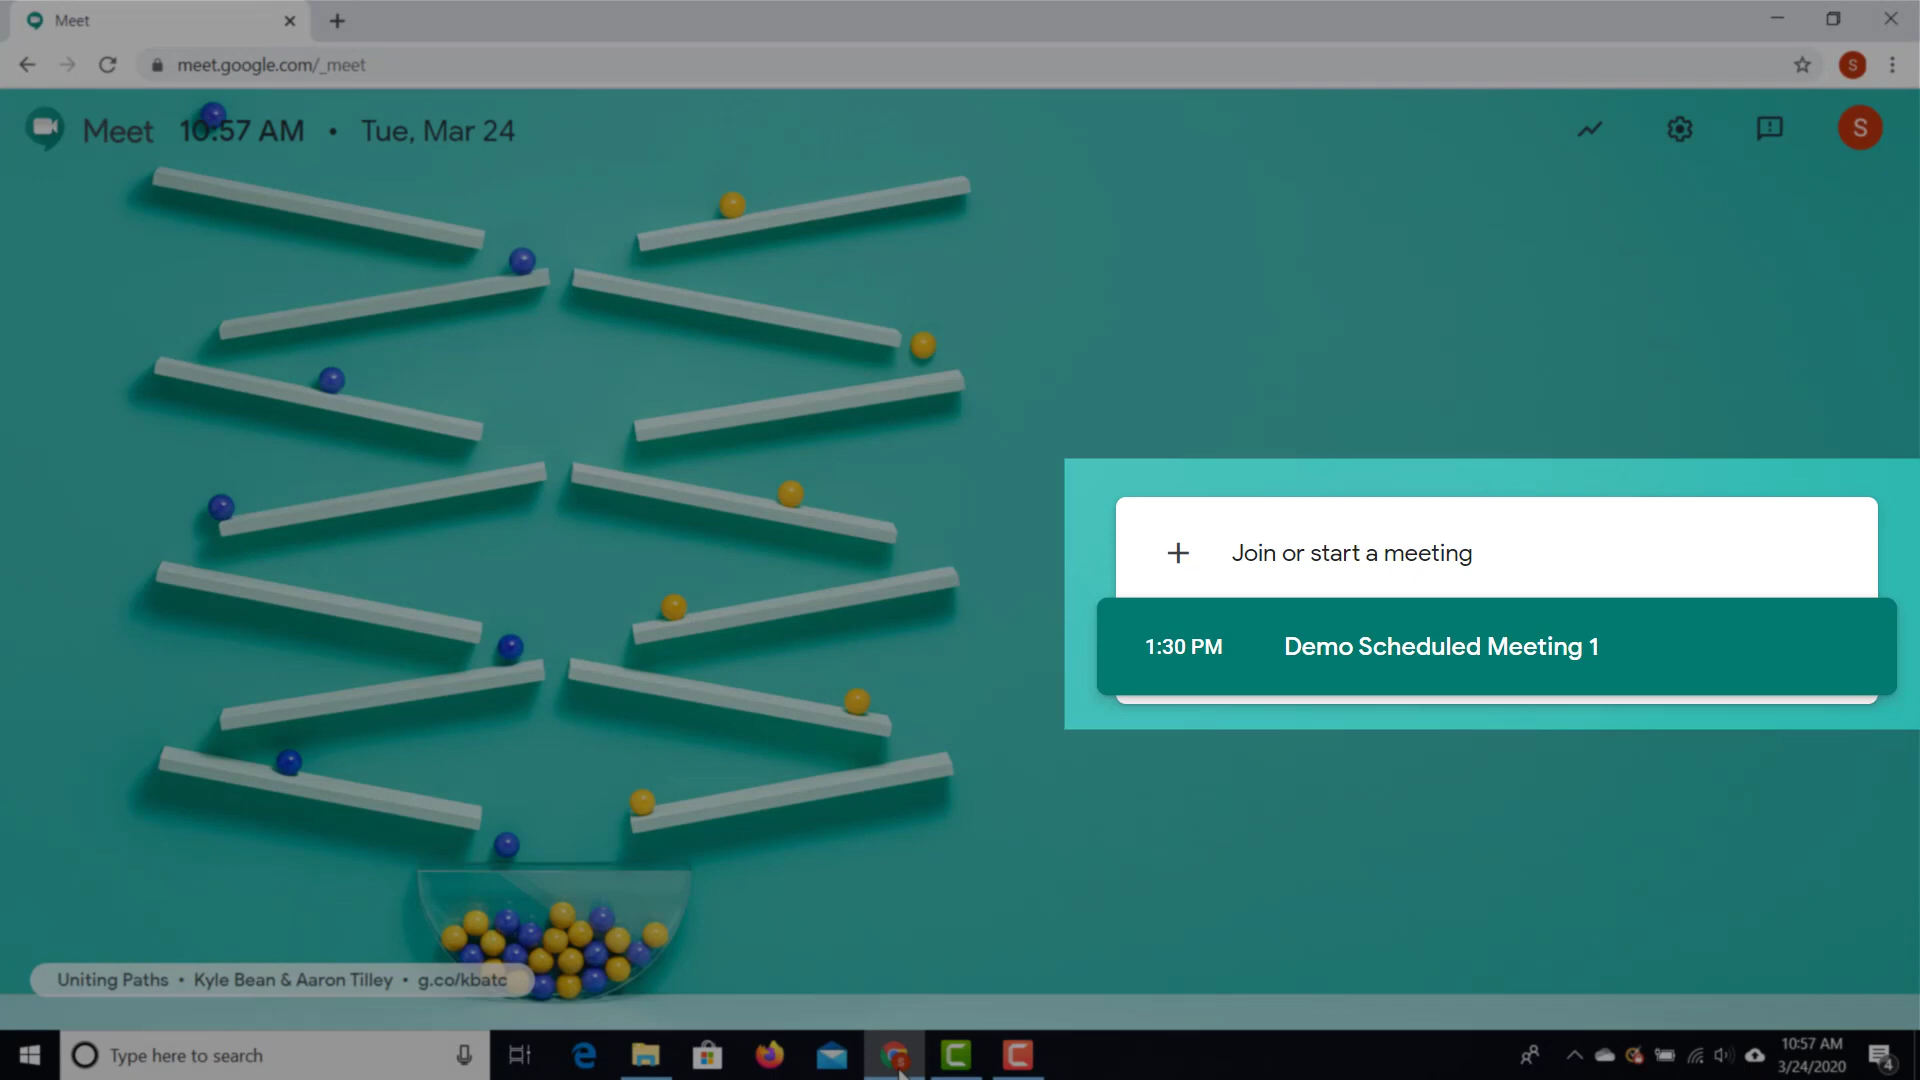 Meet
meet.google.com/_meet
S
Meet 10:57 AM • Tue, Mar 24
S
Join or start a meeting
1:30 PM Demo Scheduled Meeting 1
Uniting Paths • Kyle Bean & Aaron Tilley • g.co/kbatc
Type here to search
10:57 AM
3/24/2020
4